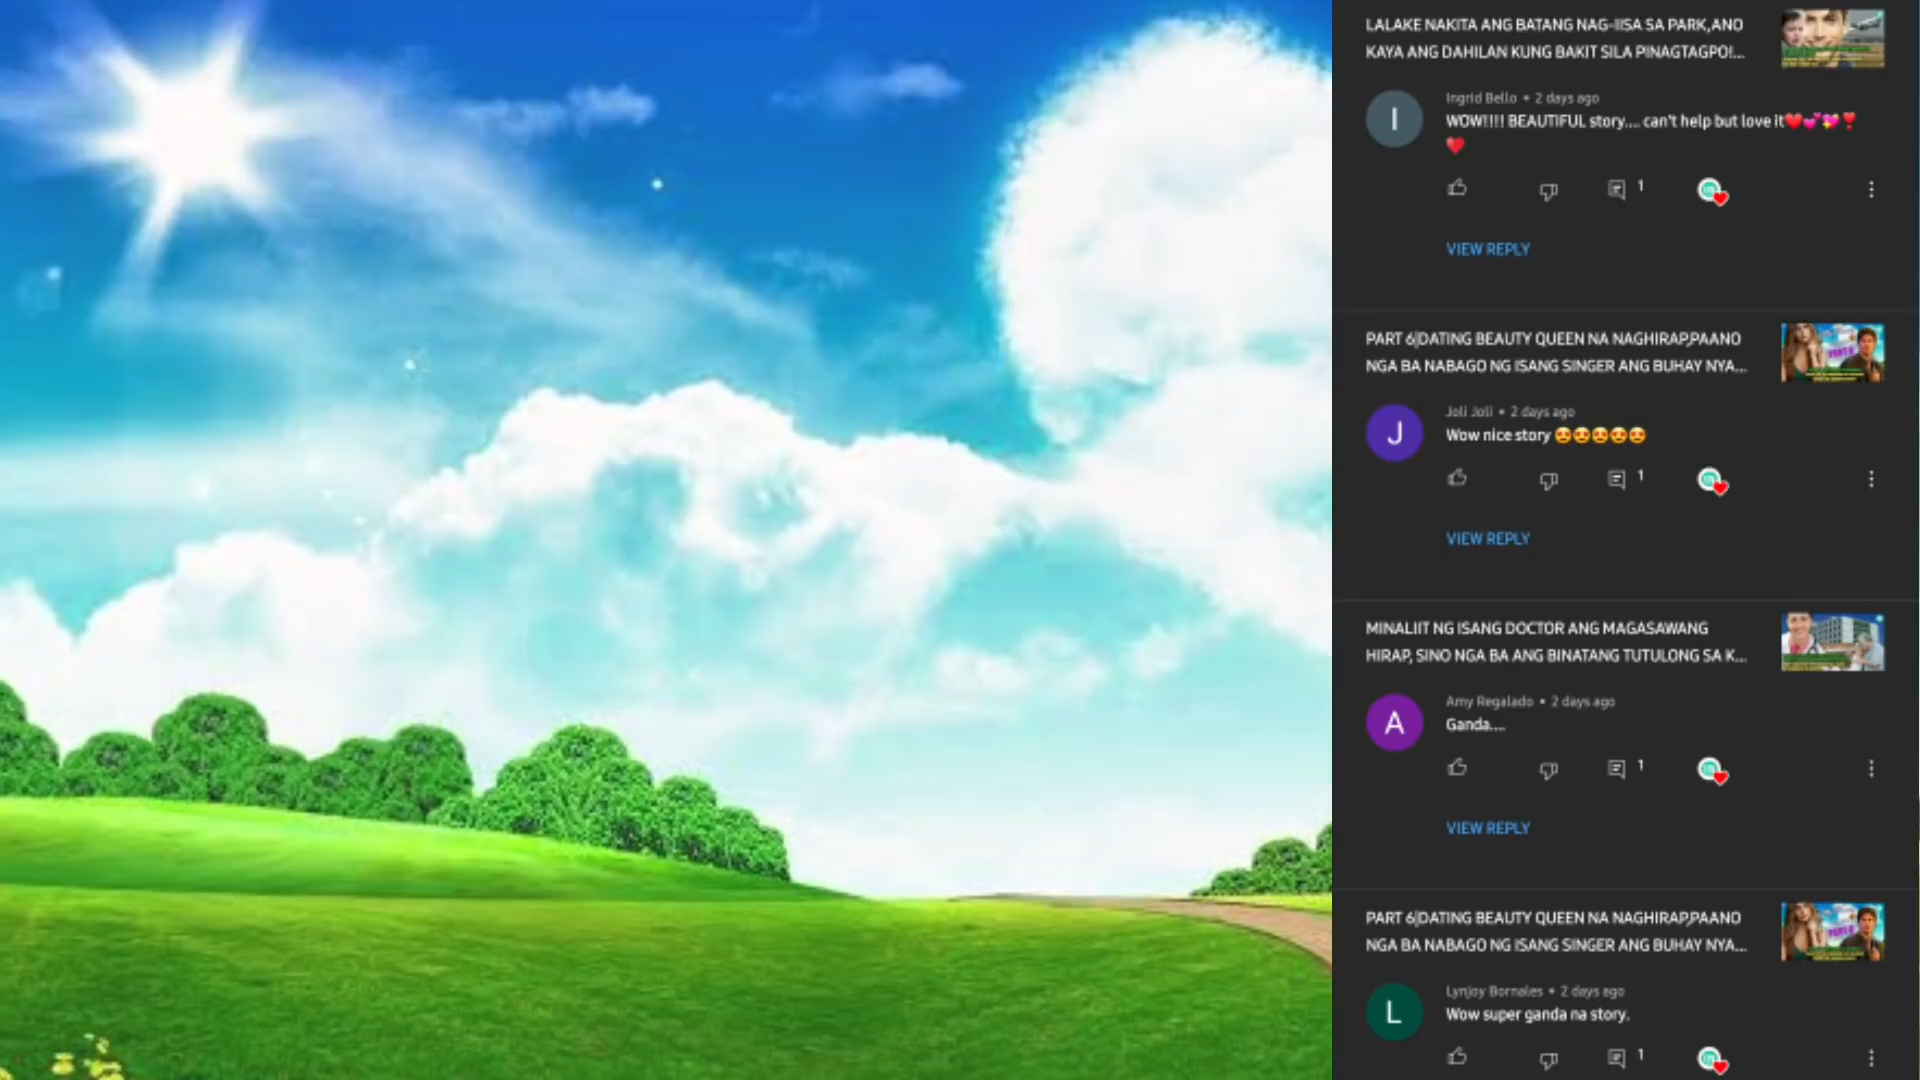 LALAKE NAKITA ANG BATANG NAG-IISA SA PARK,ANO
KAYA ANG DAHILAN KUNG BAKIT SILA PINAGTAGPO!...
I
Ingrid Bello • 2 days ago
WOW!!!! BEAUTIFUL story.... can't help but love it❤️💕💖❣️
❤️
1
VIEW REPLY
PART 6|DATING BEAUTY QUEEN NA NAGHIRAP,PAANO
NGA BA NABAGO NG ISANG SINGER ANG BUHAY NYA...
J
Joli Joli • 2 days ago
Wow nice story 😍😍😍😍😍
1
VIEW REPLY
MINALIIT NG ISANG DOCTOR ANG MAGASAWANG
HIRAP, SINO NGA BA ANG BINATANG TUTULONG SA K...
A
Amy Regalado • 2 days ago
Ganda....
1
VIEW REPLY
PART 6|DATING BEAUTY QUEEN NA NAGHIRAP,PAANO
NGA BA NABAGO NG ISANG SINGER ANG BUHAY NYA...
L
Lynjoy Bornales • 2 days ago
Wow super ganda na story.
1